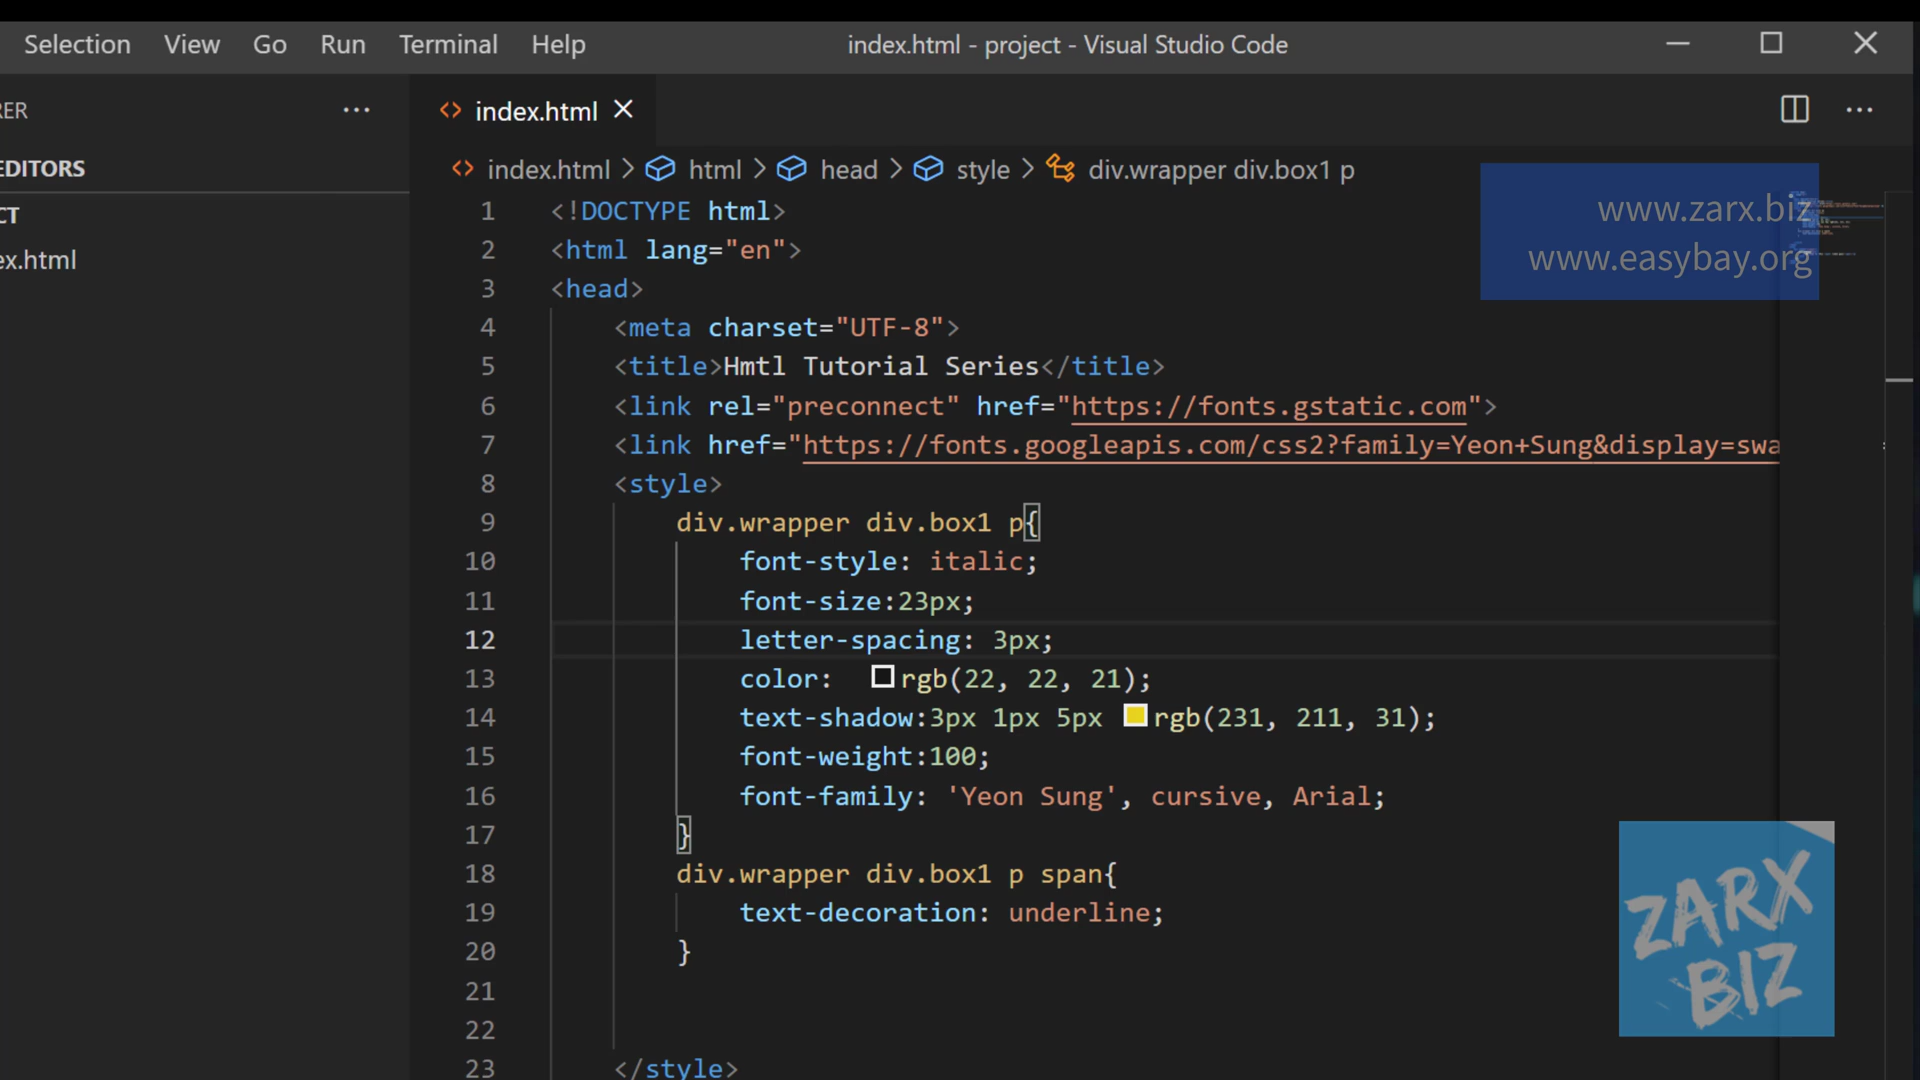 Selection View Go Run Terminal Help index.html - project - Visual Studio Code
RER ··· index.html
EDITORS
index.html > html > head > style > div.wrapper div.box1 p
CT
ex.html
www.zarx.biz
www.easybay.org
1 <!DOCTYPE html>
2 <html lang="en">
3 <head>
4 <meta charset="UTF-8">
5 <title>Hmtl Tutorial Series</title>
6 <link rel="preconnect" href="https://fonts.gstatic.com">
7 <link href="https://fonts.googleapis.com/css2?family=Yeon+Sung&display=swa
8 <style>
9 div.wrapper div.box1 p{
10 font-style: italic;
11 font-size:23px;
12 letter-spacing: 3px;
13 color: rgb(22, 22, 21);
14 text-shadow:3px 1px 5px rgb(231, 211, 31);
15 font-weight:100;
16 font-family: 'Yeon Sung', cursive, Arial;
17 }
18 div.wrapper div.box1 p span{
19 text-decoration: underline;
20 }
21
22
23 </style>
ZARX
BIZ